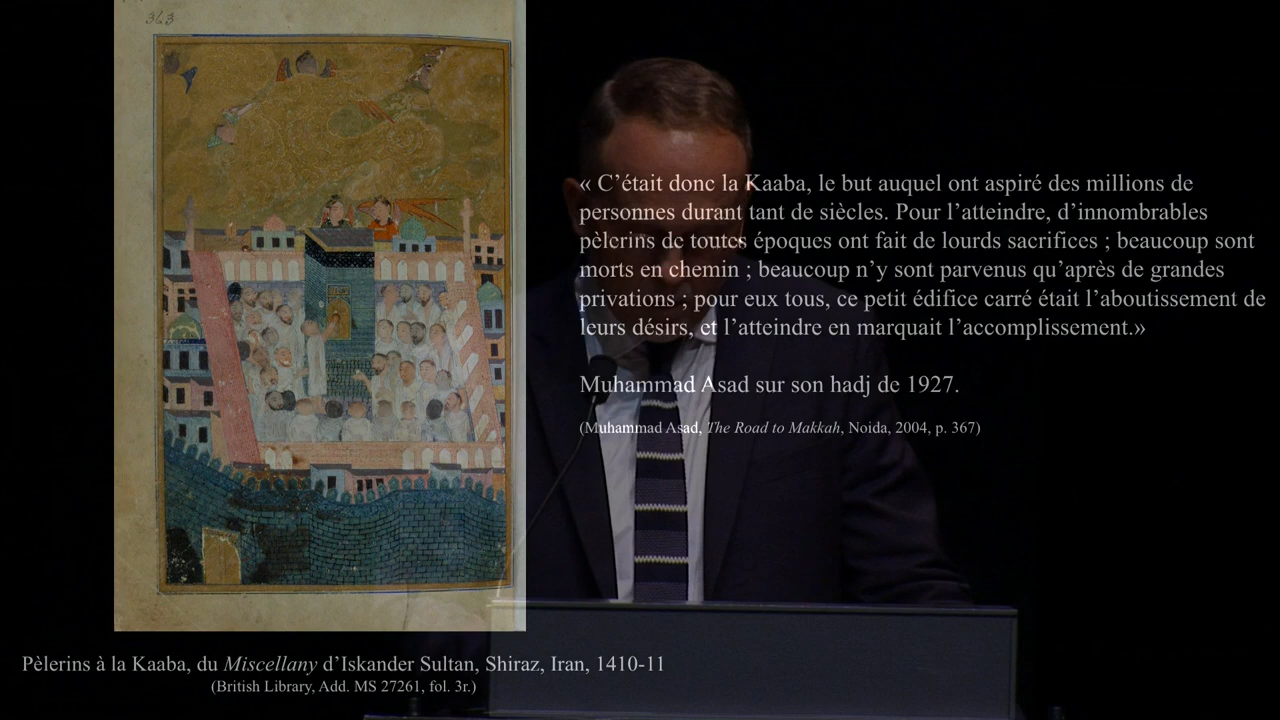 363
« C’était donc la Kaaba, le but auquel ont aspiré des millions de
personnes durant tant de siècles. Pour l’atteindre, d’innombrables
pèlerins de toutes époques ont fait de lourds sacrifices ; beaucoup sont
morts en chemin ; beaucoup n’y sont parvenus qu’après de grandes
privations ; pour eux tous, ce petit édifice carré était l’aboutissement de
leurs désirs, et l’atteindre en marquait l’accomplissement.»
Muhammad Asad sur son hadj de 1927.
(Muhammad Asad, The Road to Makkah, Noida, 2004, p. 367)
Pèlerins à la Kaaba, du Miscellany d’Iskander Sultan, Shiraz, Iran, 1410-11
(British Library, Add. MS 27261, fol. 3r.)